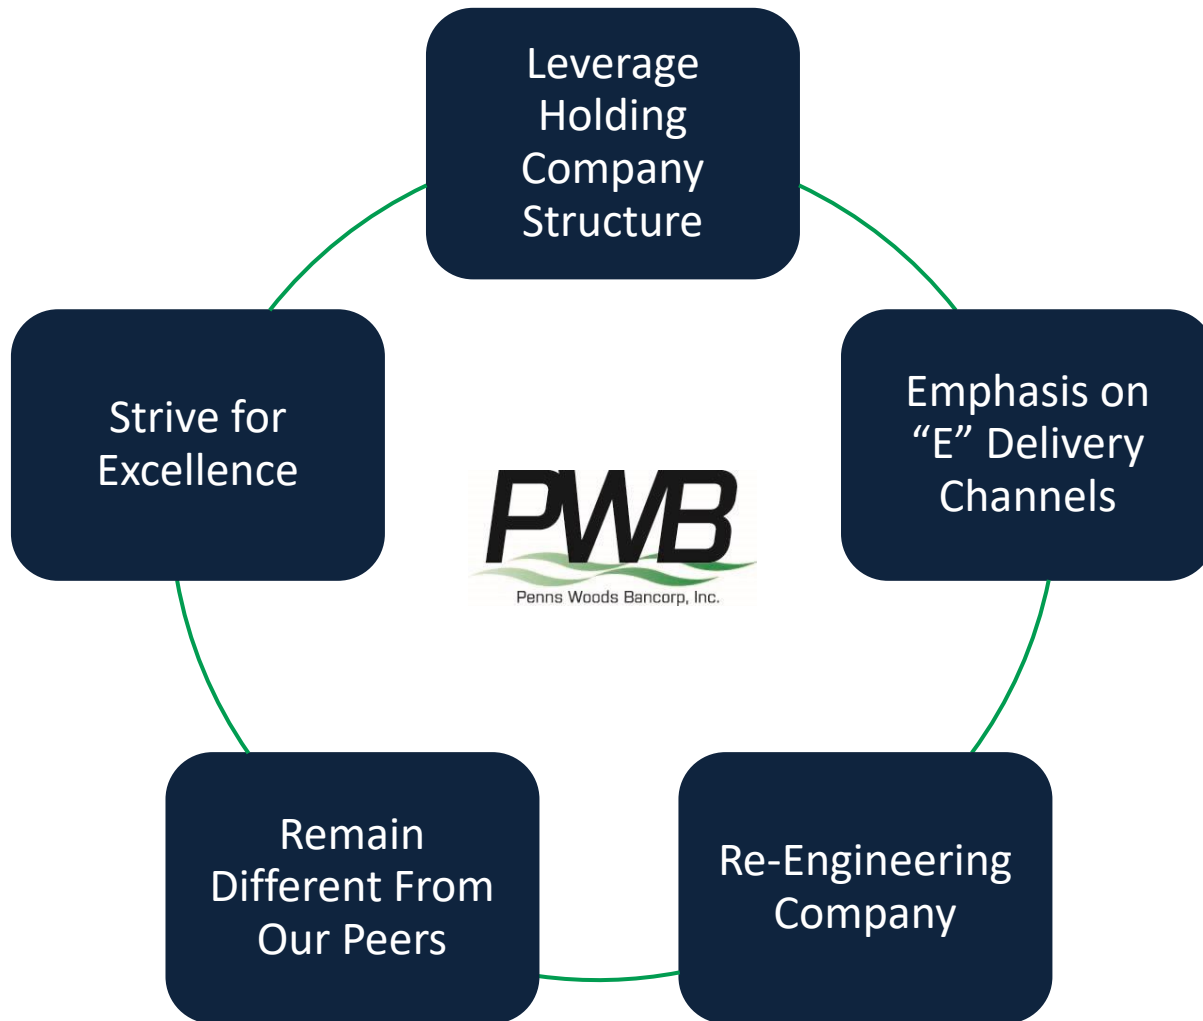 Leverage
Holding
Company
Structure
Emphasis on
“E” Delivery
Channels
Re-Engineering
Company
Remain
Different From
Our Peers
Strive for
Excellence
PWB
Penns Woods Bancorp, Inc.